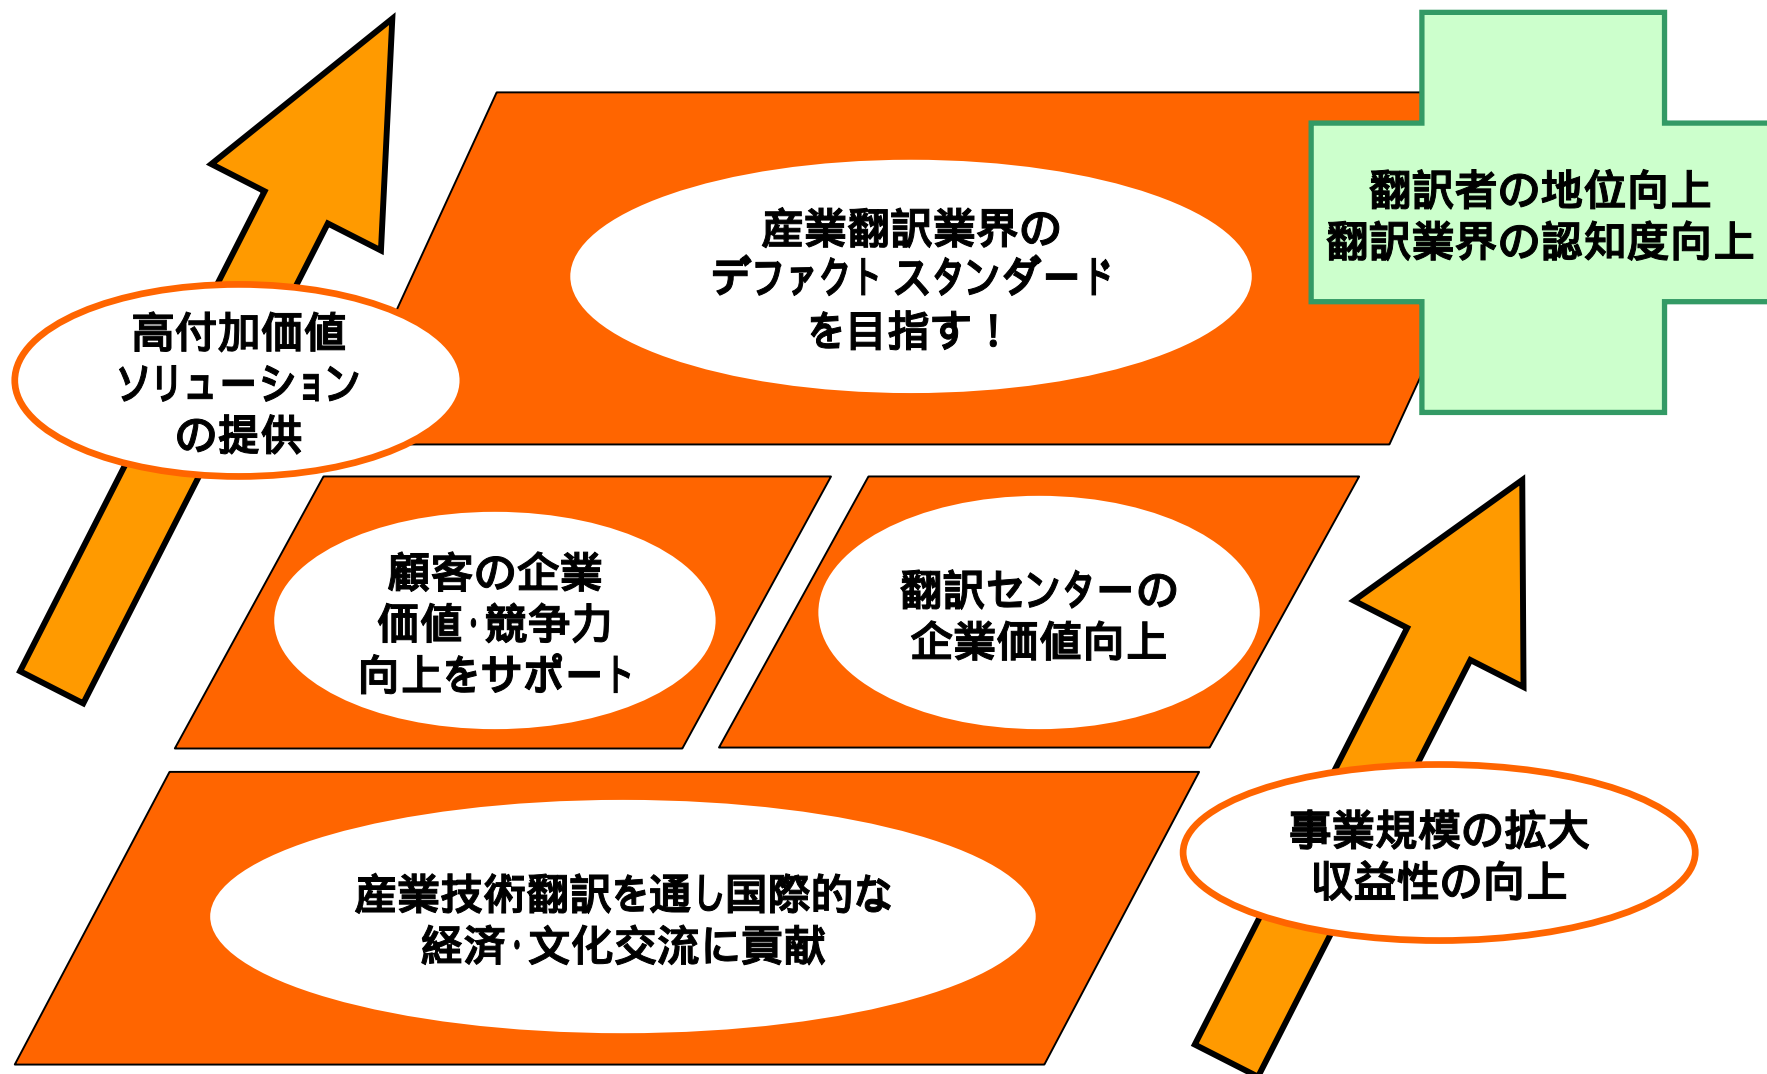 翻訳者の地位向上
翻訳業界の認知度向上
産業翻訳業界の
デファクト スタンダード
を目指す！
高付加価値
ソリューション
の提供
顧客の企業
価値・競争力
向上をサポート
翻訳センターの
企業価値向上
事業規模の拡大
収益性の向上
産業技術翻訳を通し国際的な
経済・文化交流に貢献